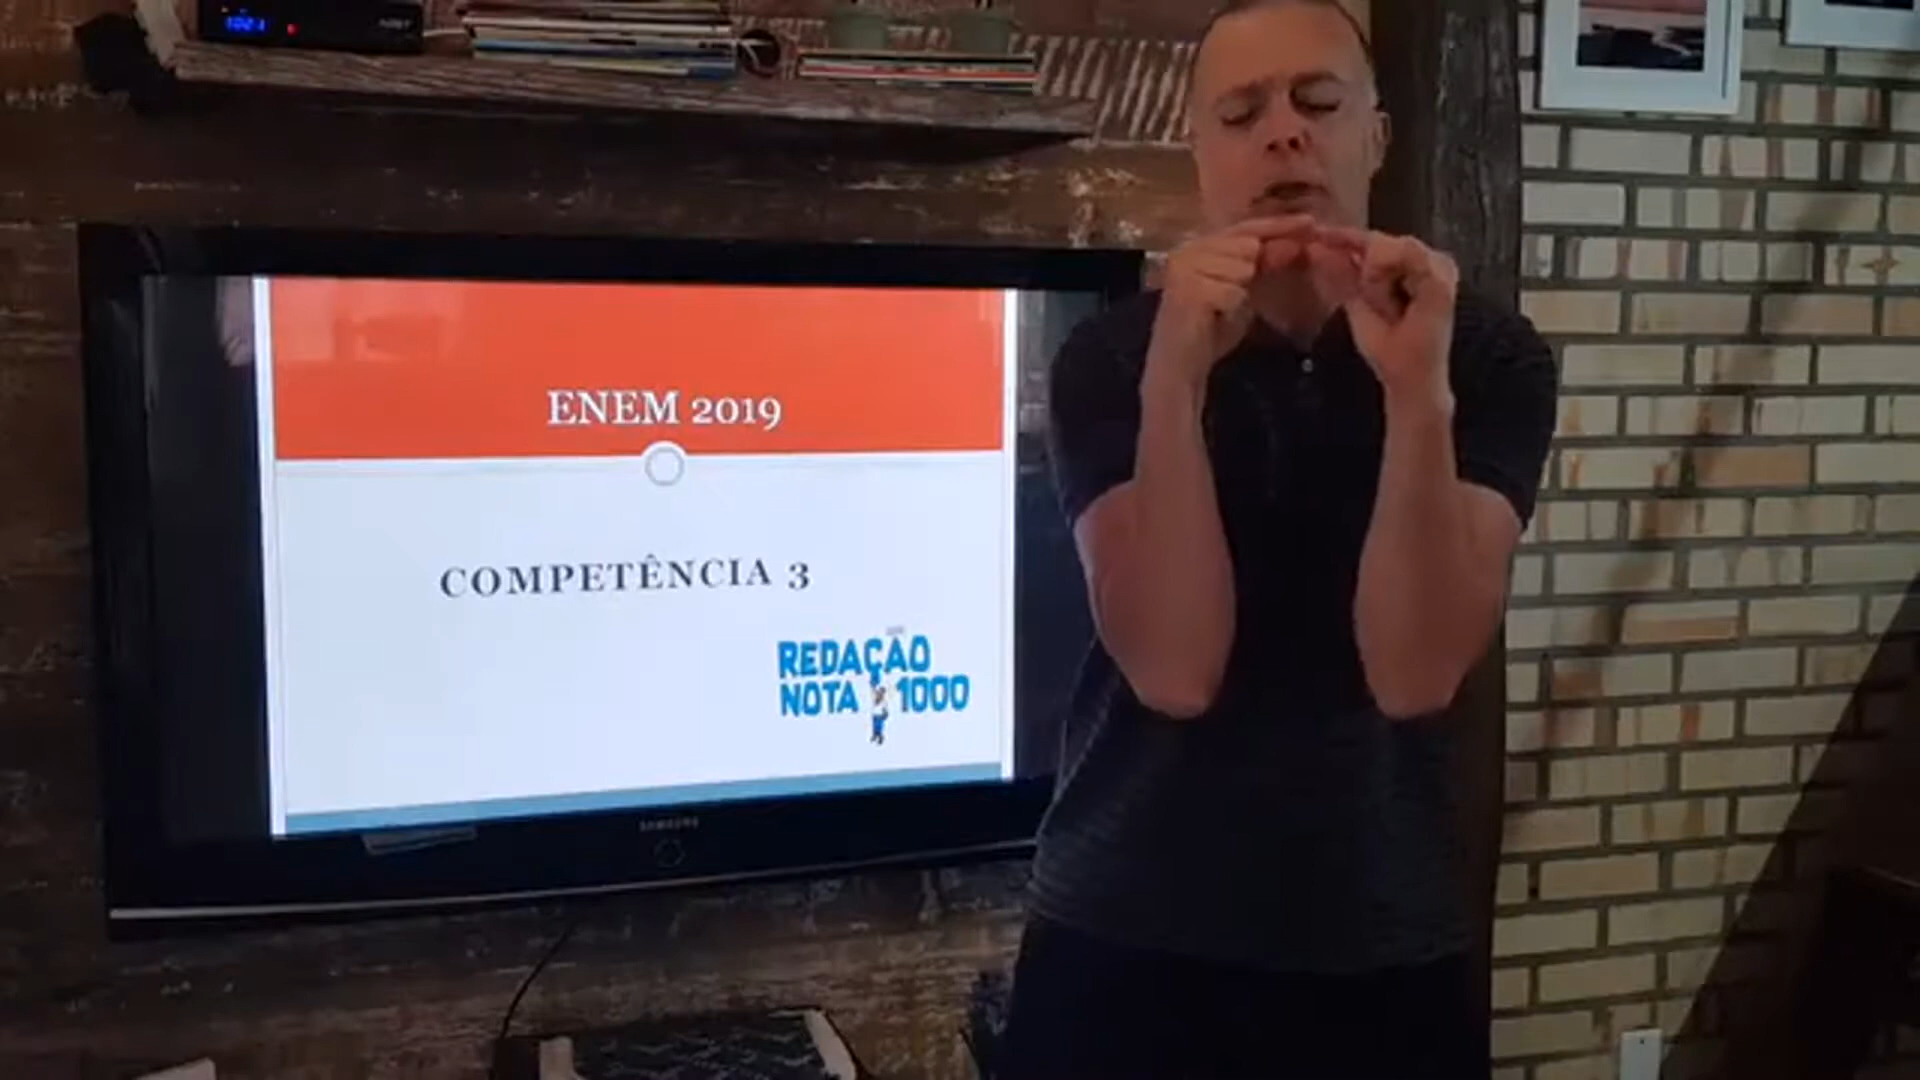 ENEM 2019
COMPETÊNCIA 3
REDAÇÃO
NOTA 1000
SAMSUNG